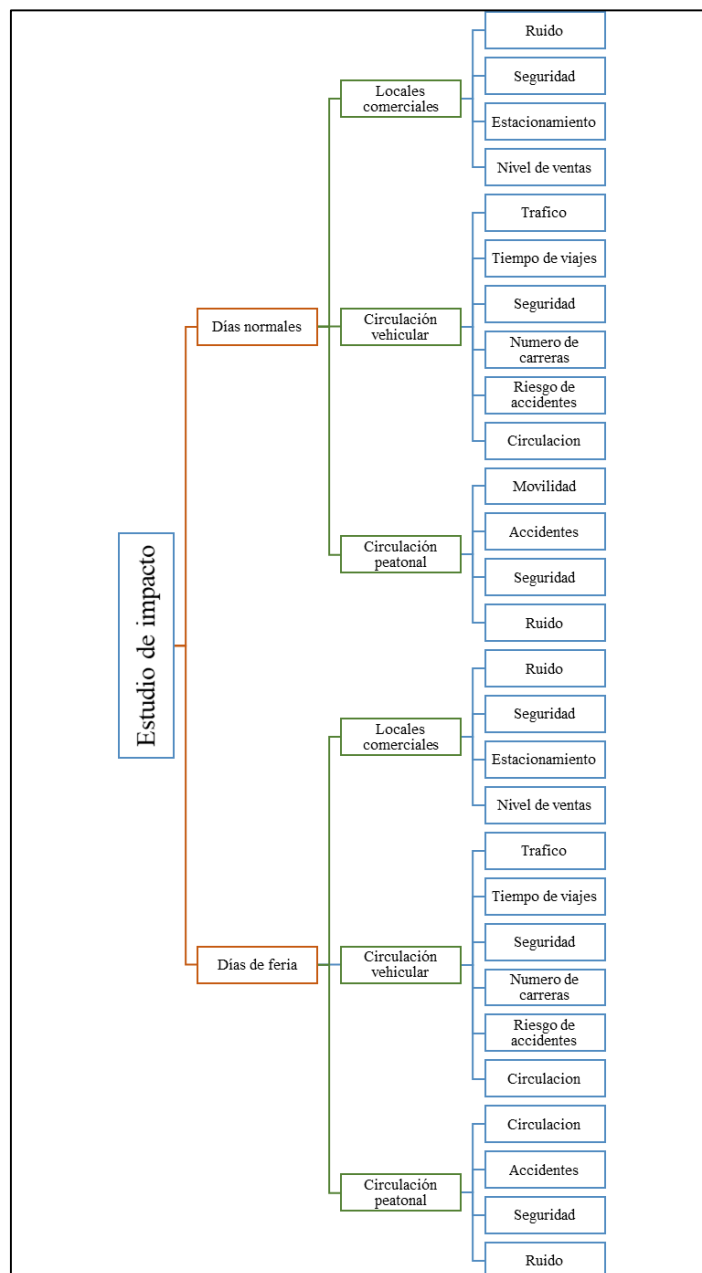 Estudio de impacto
Días normales
Locales
comerciales
Ruido
Seguridad
Estacionamiento
Nivel de ventas
Circulación
vehicular
Trafico
Tiempo de viajes
Seguridad
Numero de
carreras
Riesgo de
accidentes
Circulacion
Circulación
peatonal
Movilidad
Accidentes
Seguridad
Ruido
Días de feria
Locales
comerciales
Ruido
Seguridad
Estacionamiento
Nivel de ventas
Circulación
vehicular
Trafico
Tiempo de viajes
Seguridad
Numero de
carreras
Riesgo de
accidentes
Circulacion
Circulación
peatonal
Circulacion
Accidentes
Seguridad
Ruido